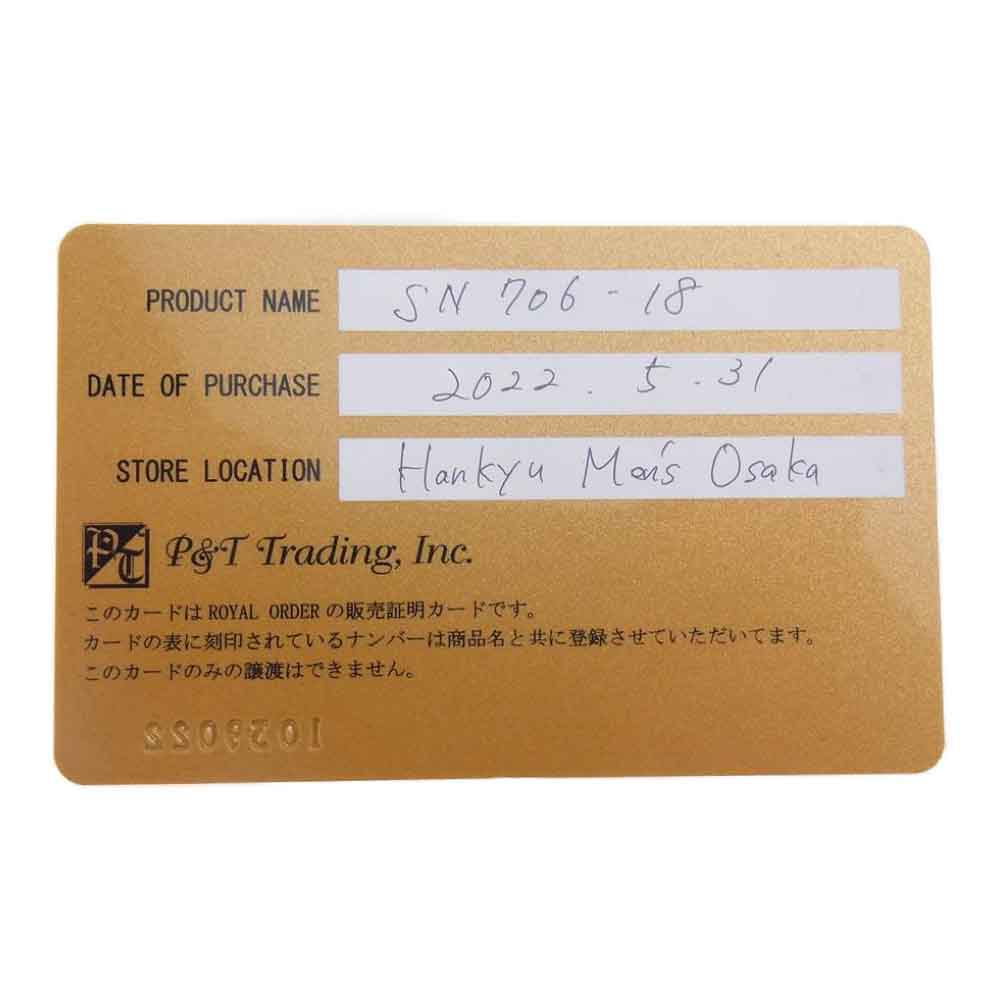 PRODUCT NAME SN 706-18
DATE OF PURCHASE 2022.5.31
STORE LOCATION Hankyu Men's Osaka
PT P&T Trading, Inc.
このカードはROYAL ORDERの販売証明カードです。
カードの表に刻印されているナンバーは商品名と共に登録させていただいてます。
このカードのみの譲渡はできません。
1039022